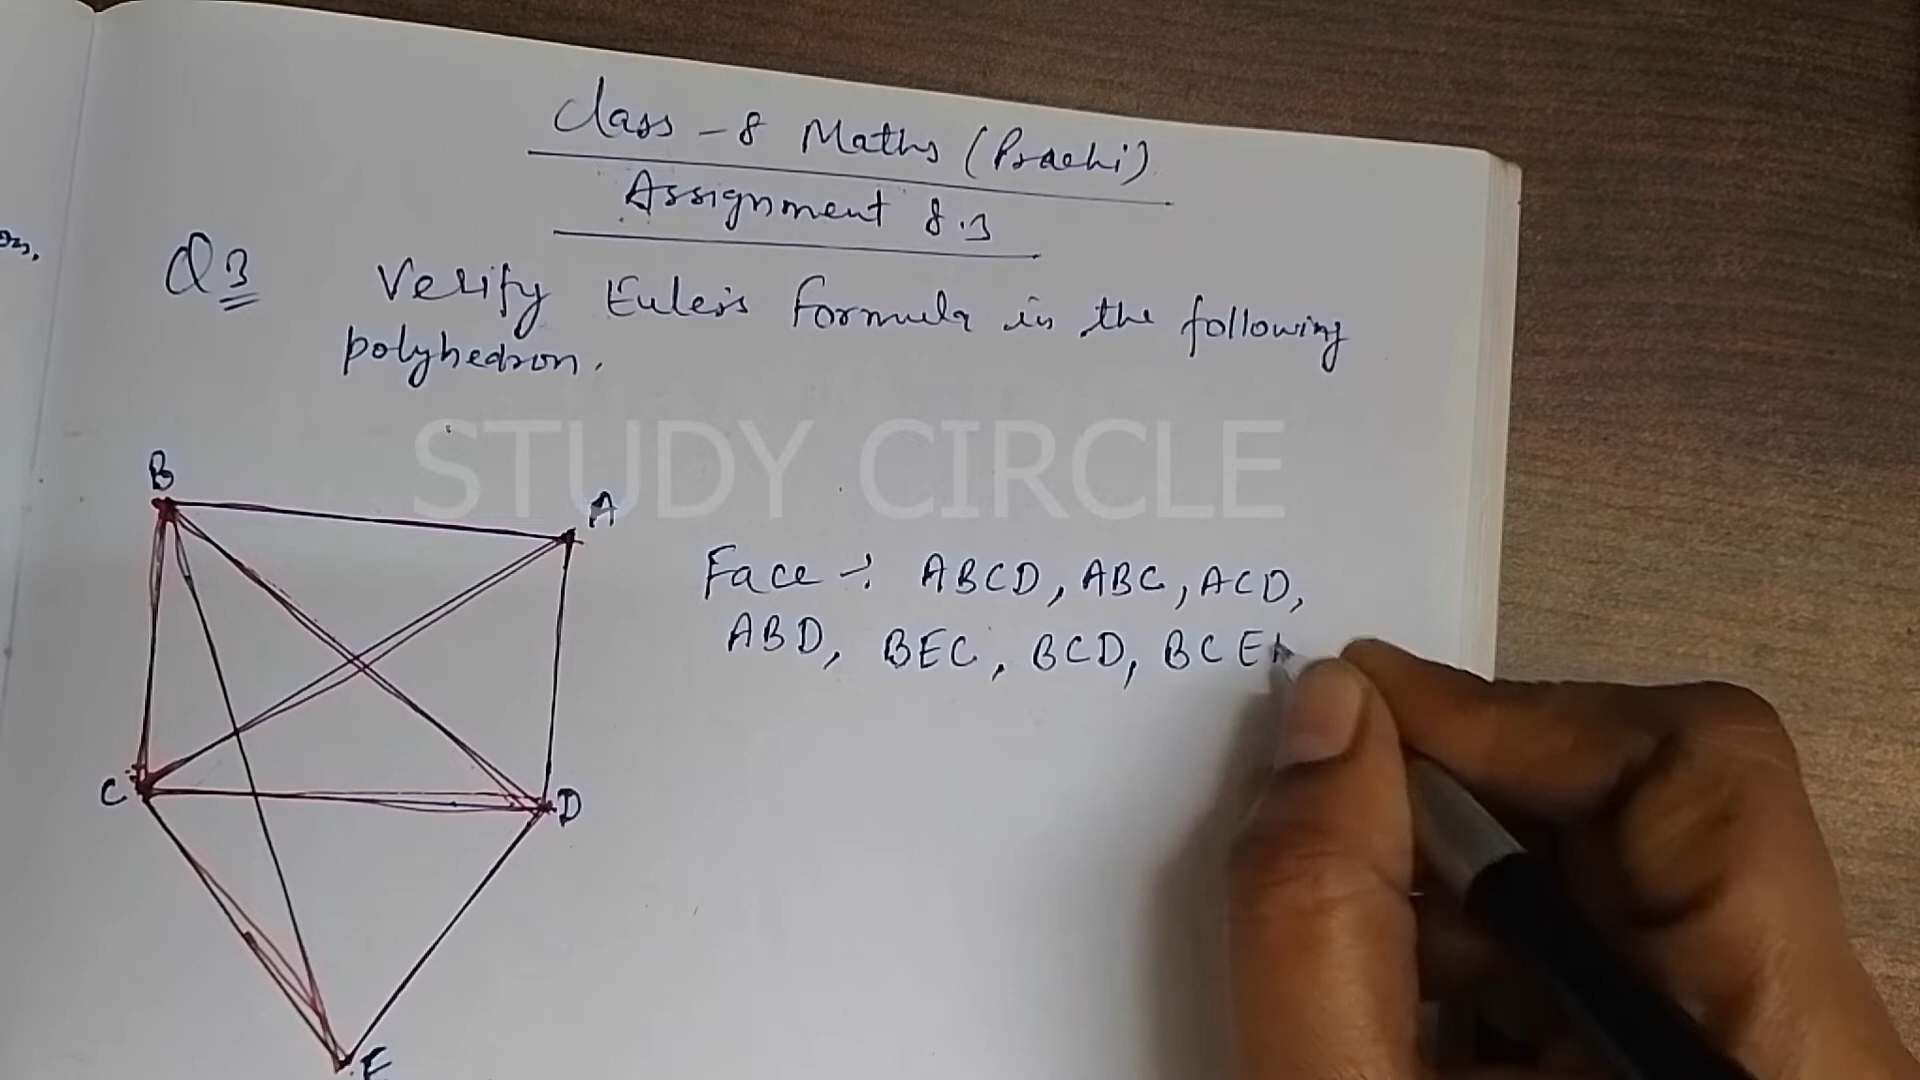 Class - 8 Maths (Prachi)
Assignment 8.3
Q3 Verify Euler's formula in the following
polyhedron.
STUDY CIRCLE
B
A
Face -: ABCD, ABC, ACD,
ABD, BEC, BCD, BCE
C
D
E